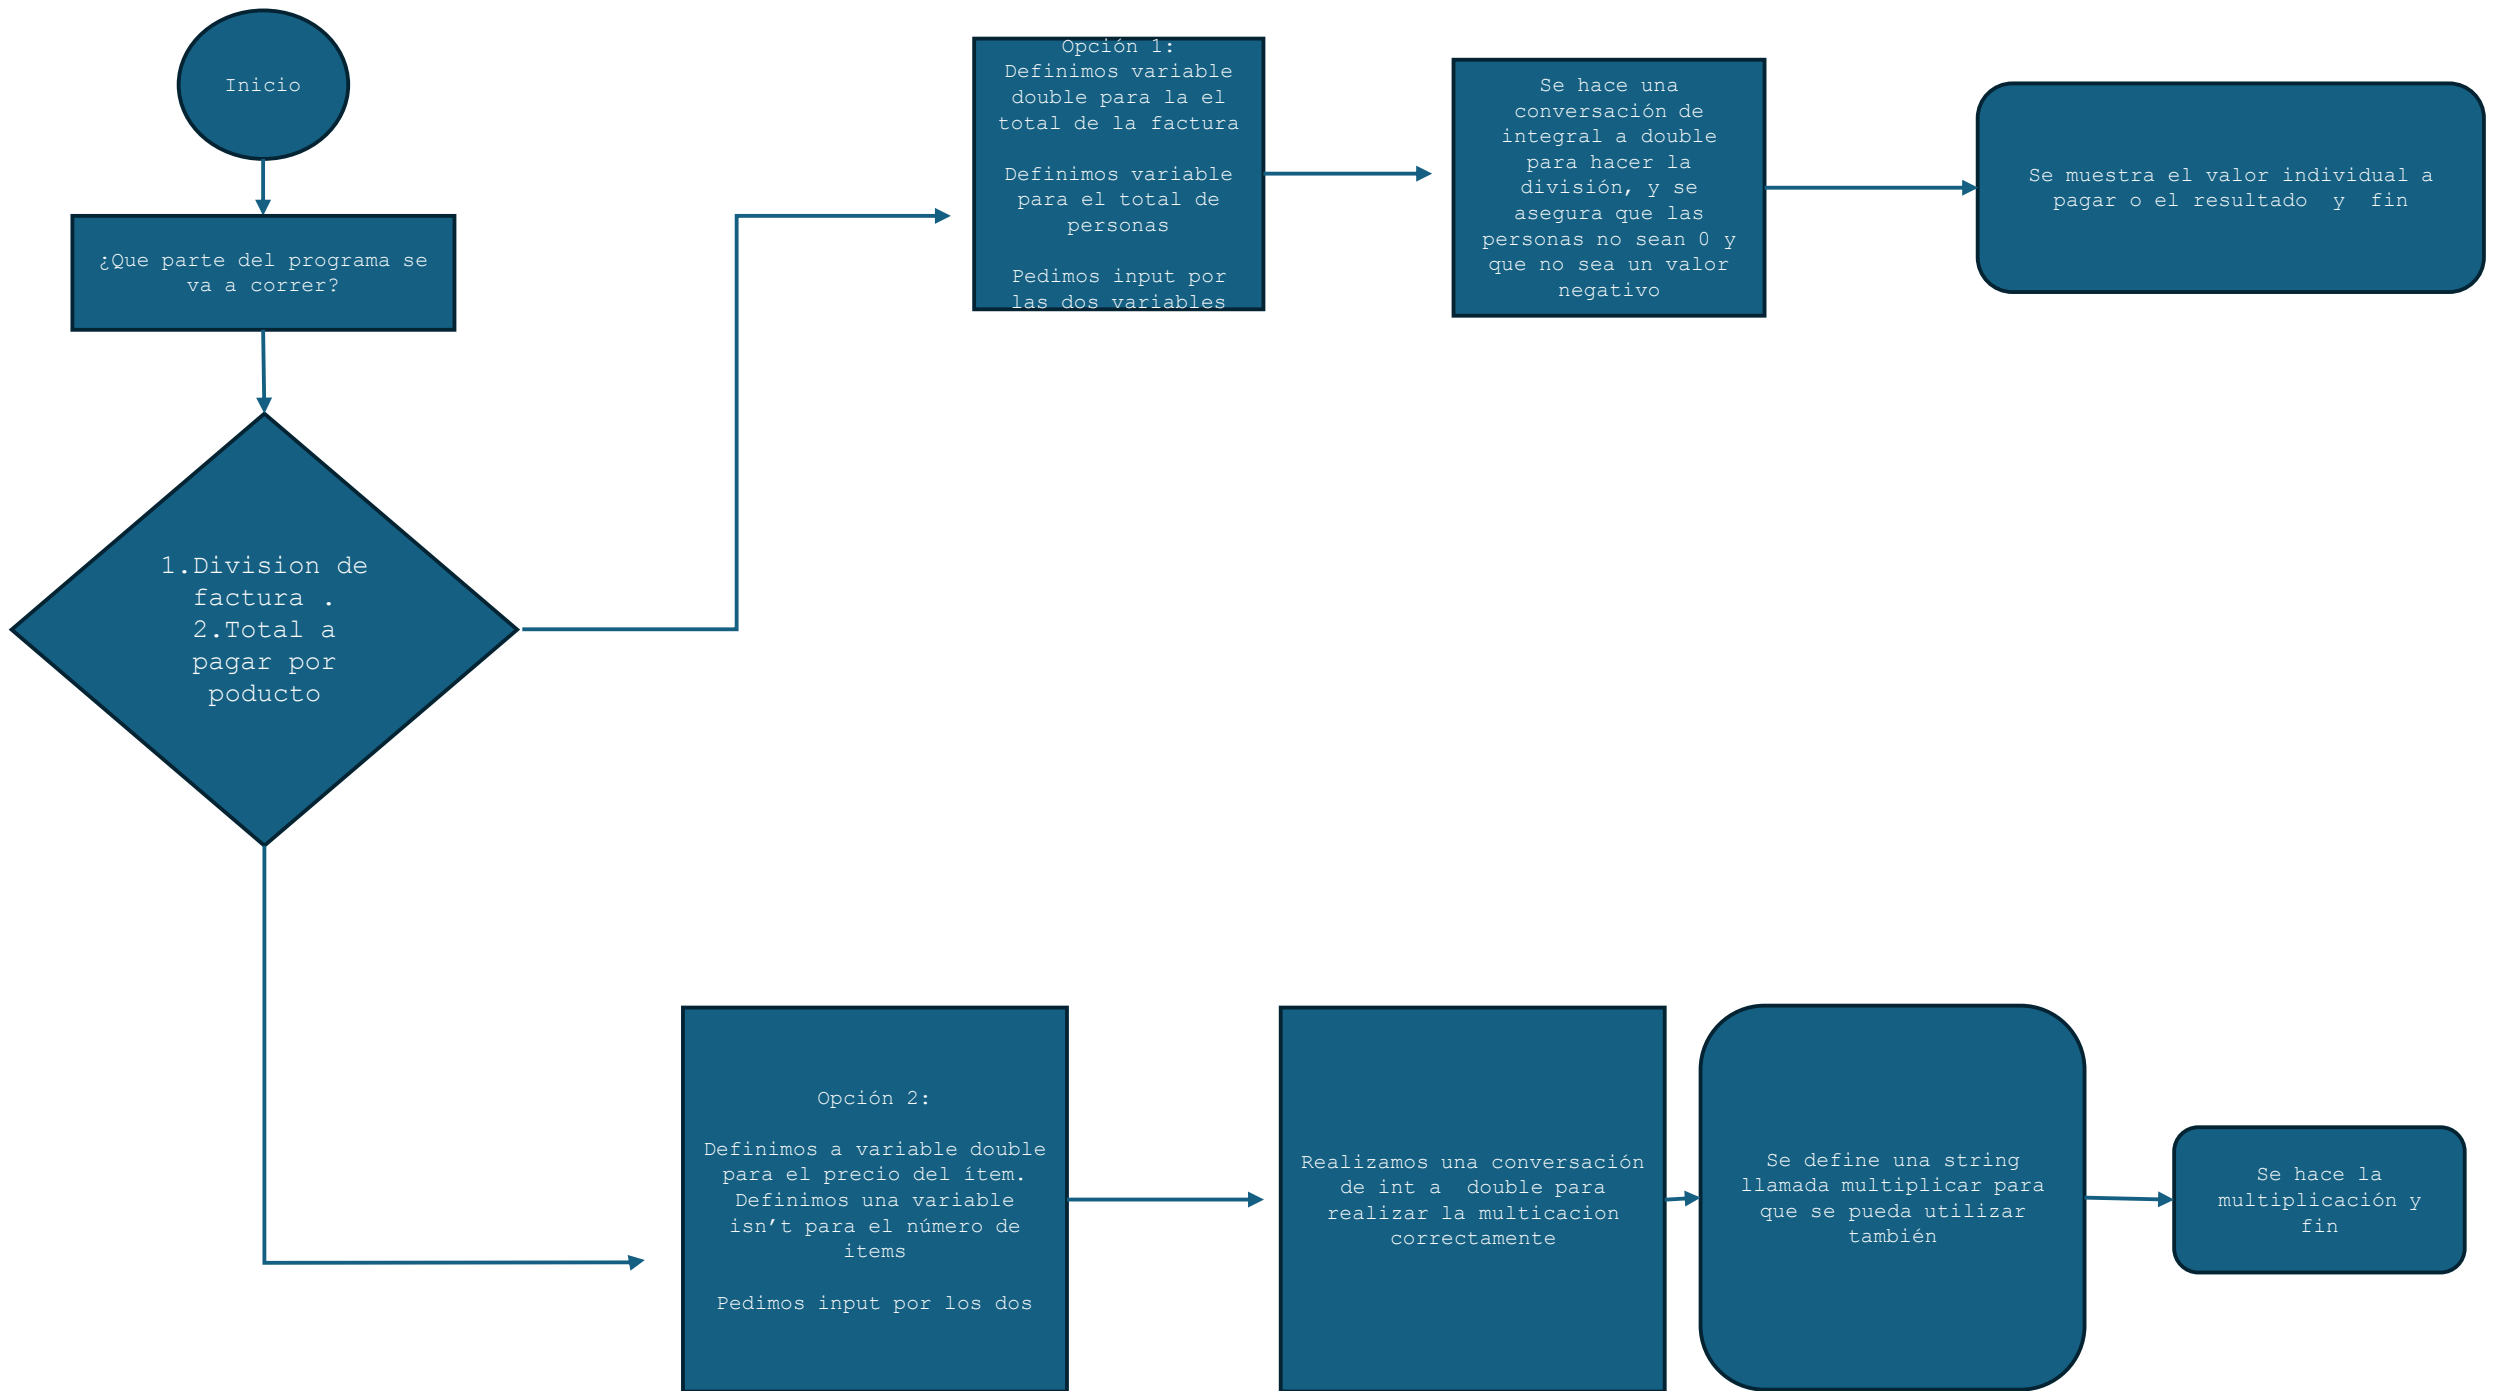 Inicio
¿Que parte del programa se
va a correr?
1.Division de
factura .
2.Total a
pagar por
poducto
Opción 1:
Definimos variable
double para la el
total de la factura
Definimos variable
para el total de
personas
Pedimos input por
las dos variables
Se hace una
conversación de
integral a double
para hacer la
división, y se
asegura que las
personas no sean 0 y
que no sea un valor
negativo
Se muestra el valor individual a
pagar o el resultado  y  fin
Opción 2:
Definimos a variable double
para el precio del ítem.
Definimos una variable
isn’t para el número de
items
Pedimos input por los dos
Realizamos una conversación
de int a  double para
realizar la multicacion
correctamente
Se define una string
llamada multiplicar para
que se pueda utilizar
también
Se hace la
multiplicación y
fin